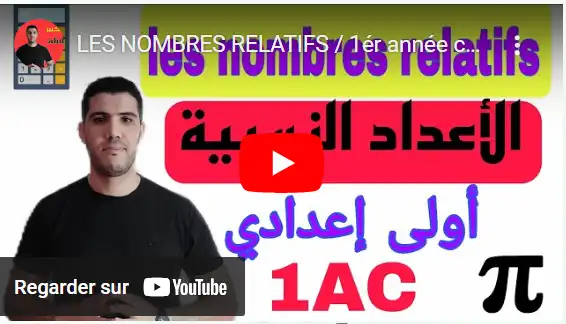 LES NOMBRES RELATIFS / 1ér année c...
les nombres relatifs
الأعداد النسبية
أولى إعدادي
1AC π
Regarder sur YouTube